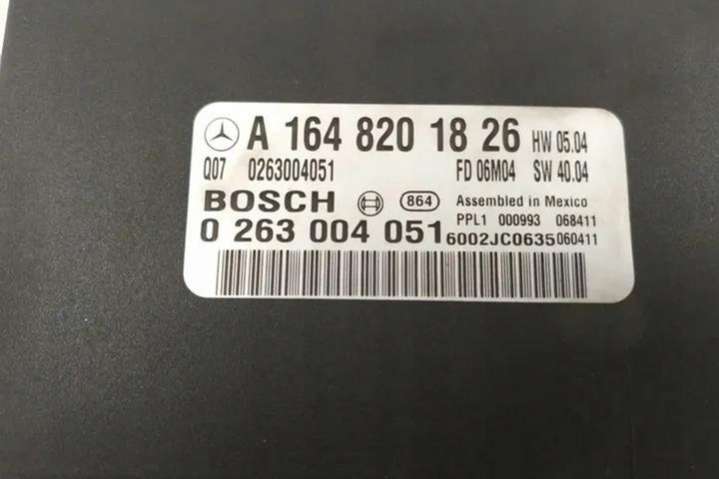 A 164 820 18 26 HW 05.04
Q07 0263004051 FD 06M04 SW 40.04
BOSCH 864 Assembled in Mexico
PPL1 000993 068411
0 263 004 051 6002JC0635 060411